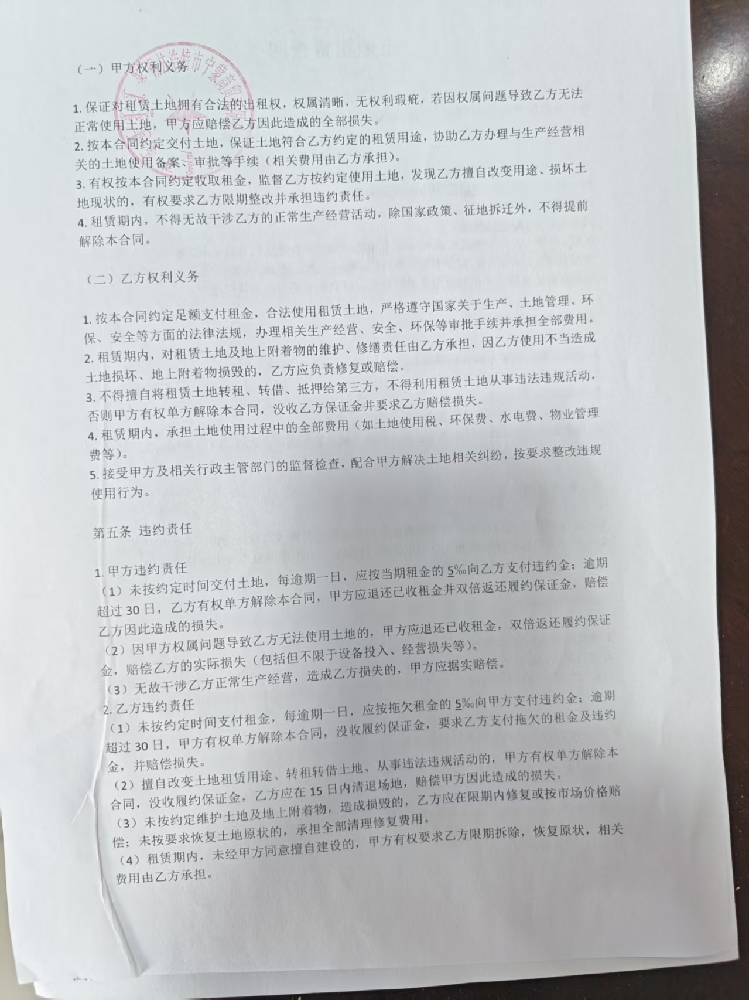 （一）甲方权利义务
浩特市宁蒙商贸
1. 保证对租赁土地拥有合法的出租权，权属清晰，无权利瑕疵，若因权属问题导致乙方无法
正常使用土地，甲方应赔偿乙方因此造成的全部损失。
2. 按本合同约定交付土地，保证土地符合乙方约定的租赁用途，协助乙方办理与生产经营相
关的土地使用备案、审批等手续（相关费用由乙方承担）。
3. 有权按本合同约定收取租金，监督乙方按约定使用土地，发现乙方擅自改变用途、损坏土
地现状的，有权要求乙方限期整改并承担违约责任。
4. 租赁期内，不得无故干涉乙方的正常生产经营活动，除国家政策、征地拆迁外，不得提前
解除本合同。
（二）乙方权利义务
1. 按本合同约定足额支付租金，合法使用租赁土地，严格遵守国家关于生产、土地管理、环
保、安全等方面的法律法规，办理相关生产经营、安全、环保等审批手续并承担全部费用。
2. 租赁期内，对租赁土地及地上附着物的维护、修缮责任由乙方承担，因乙方使用不当造成
土地损坏、地上附着物损毁的，乙方应负责修复或赔偿。
3. 不得擅自将租赁土地转租、转借、抵押给第三方，不得利用租赁土地从事违法违规活动，
否则甲方有权单方解除本合同，没收乙方保证金并要求乙方赔偿损失。
4. 租赁期内，承担土地使用过程中的全部费用（如土地使用税、环保费、水电费、物业管理
费等）。
5. 接受甲方及相关行政主管部门的监督检查，配合甲方解决土地相关纠纷，按要求整改违规
使用行为。
第五条 违约责任
1. 甲方违约责任
（1）未按约定时间交付土地，每逾期一日，应按当期租金的 5‰向乙方支付违约金；逾期
超过 30 日，乙方有权单方解除本合同，甲方应退还已收租金并双倍返还履约保证金，赔偿
乙方因此造成的损失。
（2）因甲方权属问题导致乙方无法使用土地的，甲方应退还已收租金，双倍返还履约保证
金，赔偿乙方的实际损失（包括但不限于设备投入、经营损失等）。
（3）无故干涉乙方正常生产经营，造成乙方损失的，甲方应据实赔偿。
2. 乙方违约责任
（1）未按约定时间支付租金，每逾期一日，应按拖欠租金的 5‰向甲方支付违约金；逾期
超过 30 日，甲方有权单方解除本合同，没收履约保证金，要求乙方支付拖欠的租金及违约
金，并赔偿损失。
（2）擅自改变土地租赁用途、转租转借土地、从事违法违规活动的，甲方有权单方解除本
合同，没收履约保证金，乙方应在 15 日内清退场地，赔偿甲方因此造成的损失。
（3）未按约定维护土地及地上附着物，造成损毁的，乙方应在限期内修复或按市场价格赔
偿；未按要求恢复土地原状的，承担全部清理修复费用。
（4）租赁期内，未经甲方同意擅自建设的，甲方有权要求乙方限期拆除，恢复原状，相关
费用由乙方承担。